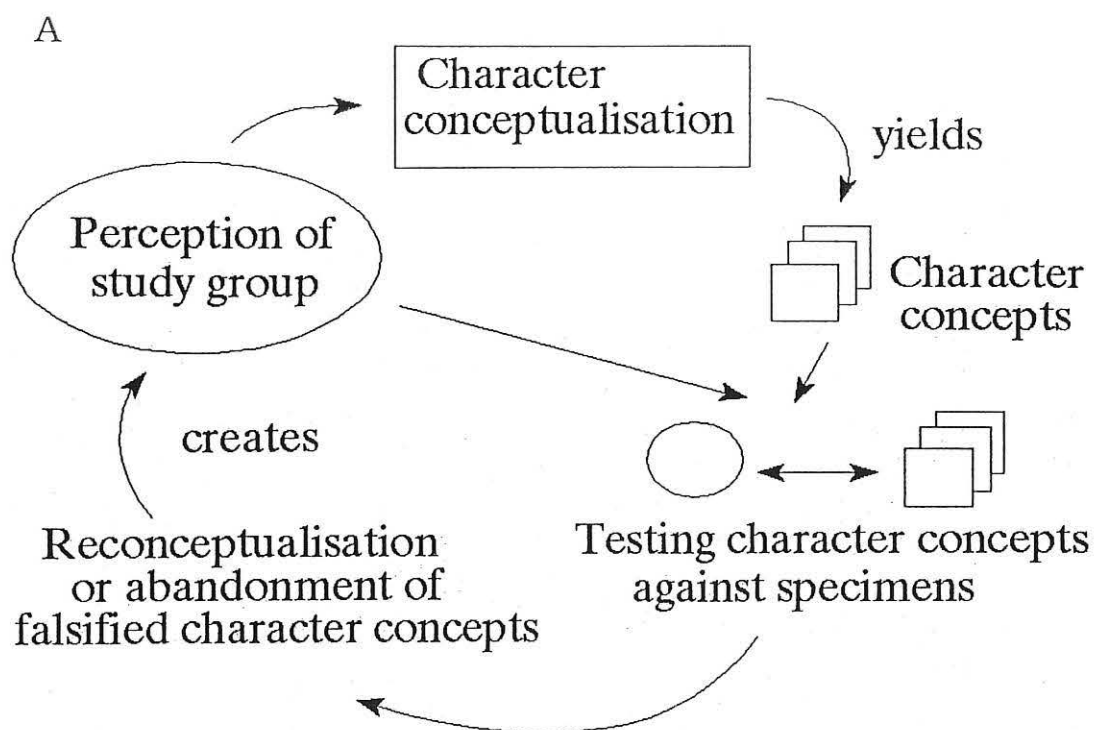 A
Character
conceptualisation
yields
Perception of
study group
Character
concepts
creates
Testing character concepts
against specimens
Reconceptualisation
or abandonment of
falsified character concepts